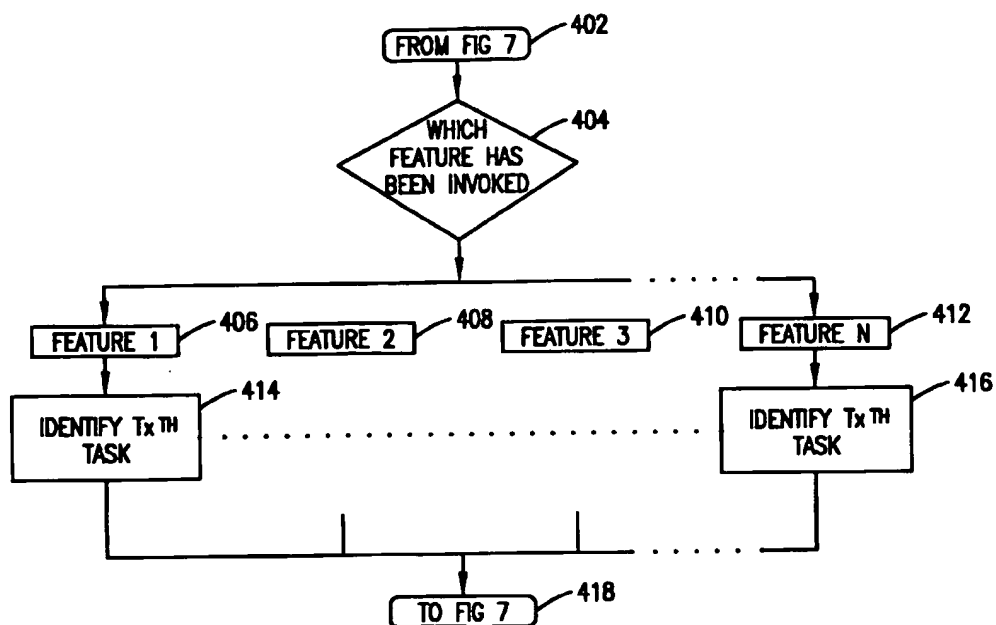 FROM FIG 7
402
WHICH
FEATURE HAS
BEEN INVOKED
404
FEATURE 1
406
FEATURE 2
408
FEATURE 3
410
FEATURE N
412
IDENTIFY Tx TH
TASK
414
IDENTIFY Tx TH
TASK
416
TO FIG 7
418